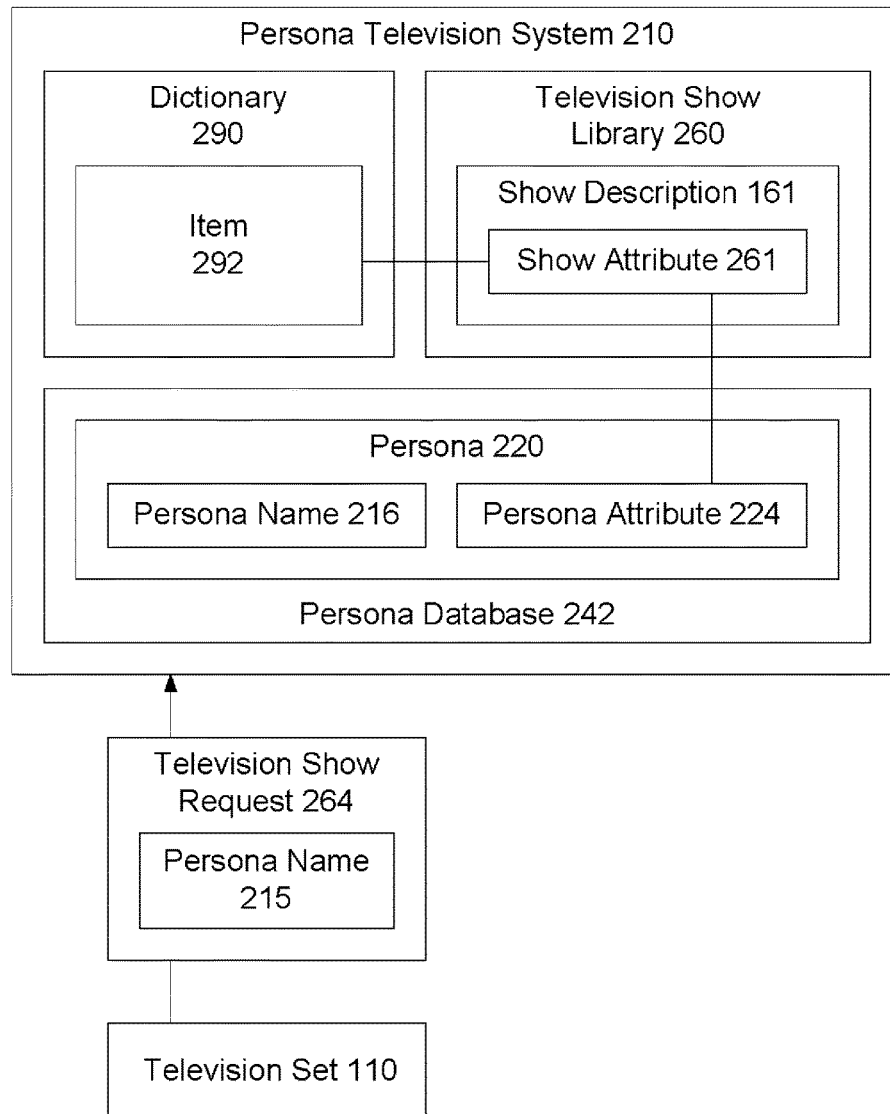 Persona Television System 210
Dictionary
290
Item
292
Television Show
Library 260
Show Description 161
Show Attribute 261
Persona 220
Persona Name 216
Persona Attribute 224
Persona Database 242
Television Show
Request 264
Persona Name
215
Television Set 110